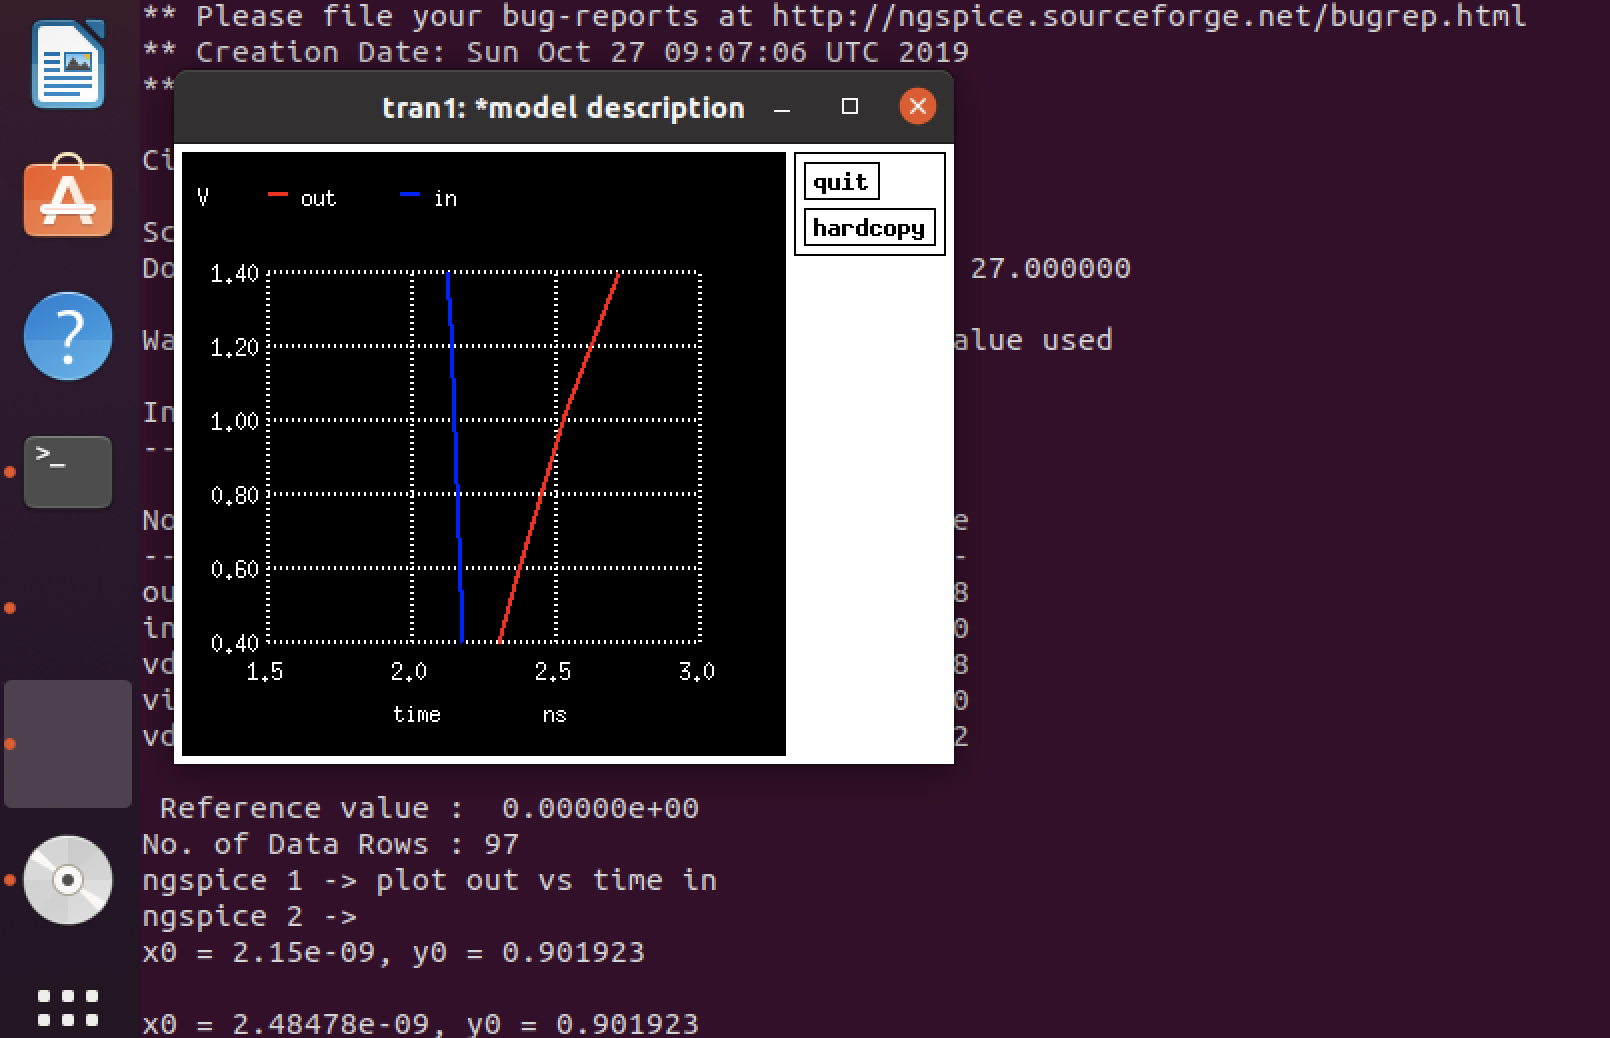 ** Please file your bug-reports at http://ngspice.sourceforge.net/bugrep.html
** Creation Date: Sun Oct 27 09:07:06 UTC 2019
**
tran1: *model description
Ci
quit
V out in
hardcopy
Sc
Do 27.000000
1.40
Wa alue used
1.20
In
1.00
--
0.80
No e
-- -
0.60
ou 8
in 0
0.40
vd 8
1.5 2.0 2.5 3.0
vi 0
time ns
vd 2
Reference value : 0.00000e+00
No. of Data Rows : 97
ngspice 1 -> plot out vs time in
ngspice 2 ->
x0 = 2.15e-09, y0 = 0.901923
x0 = 2.48478e-09, y0 = 0.901923